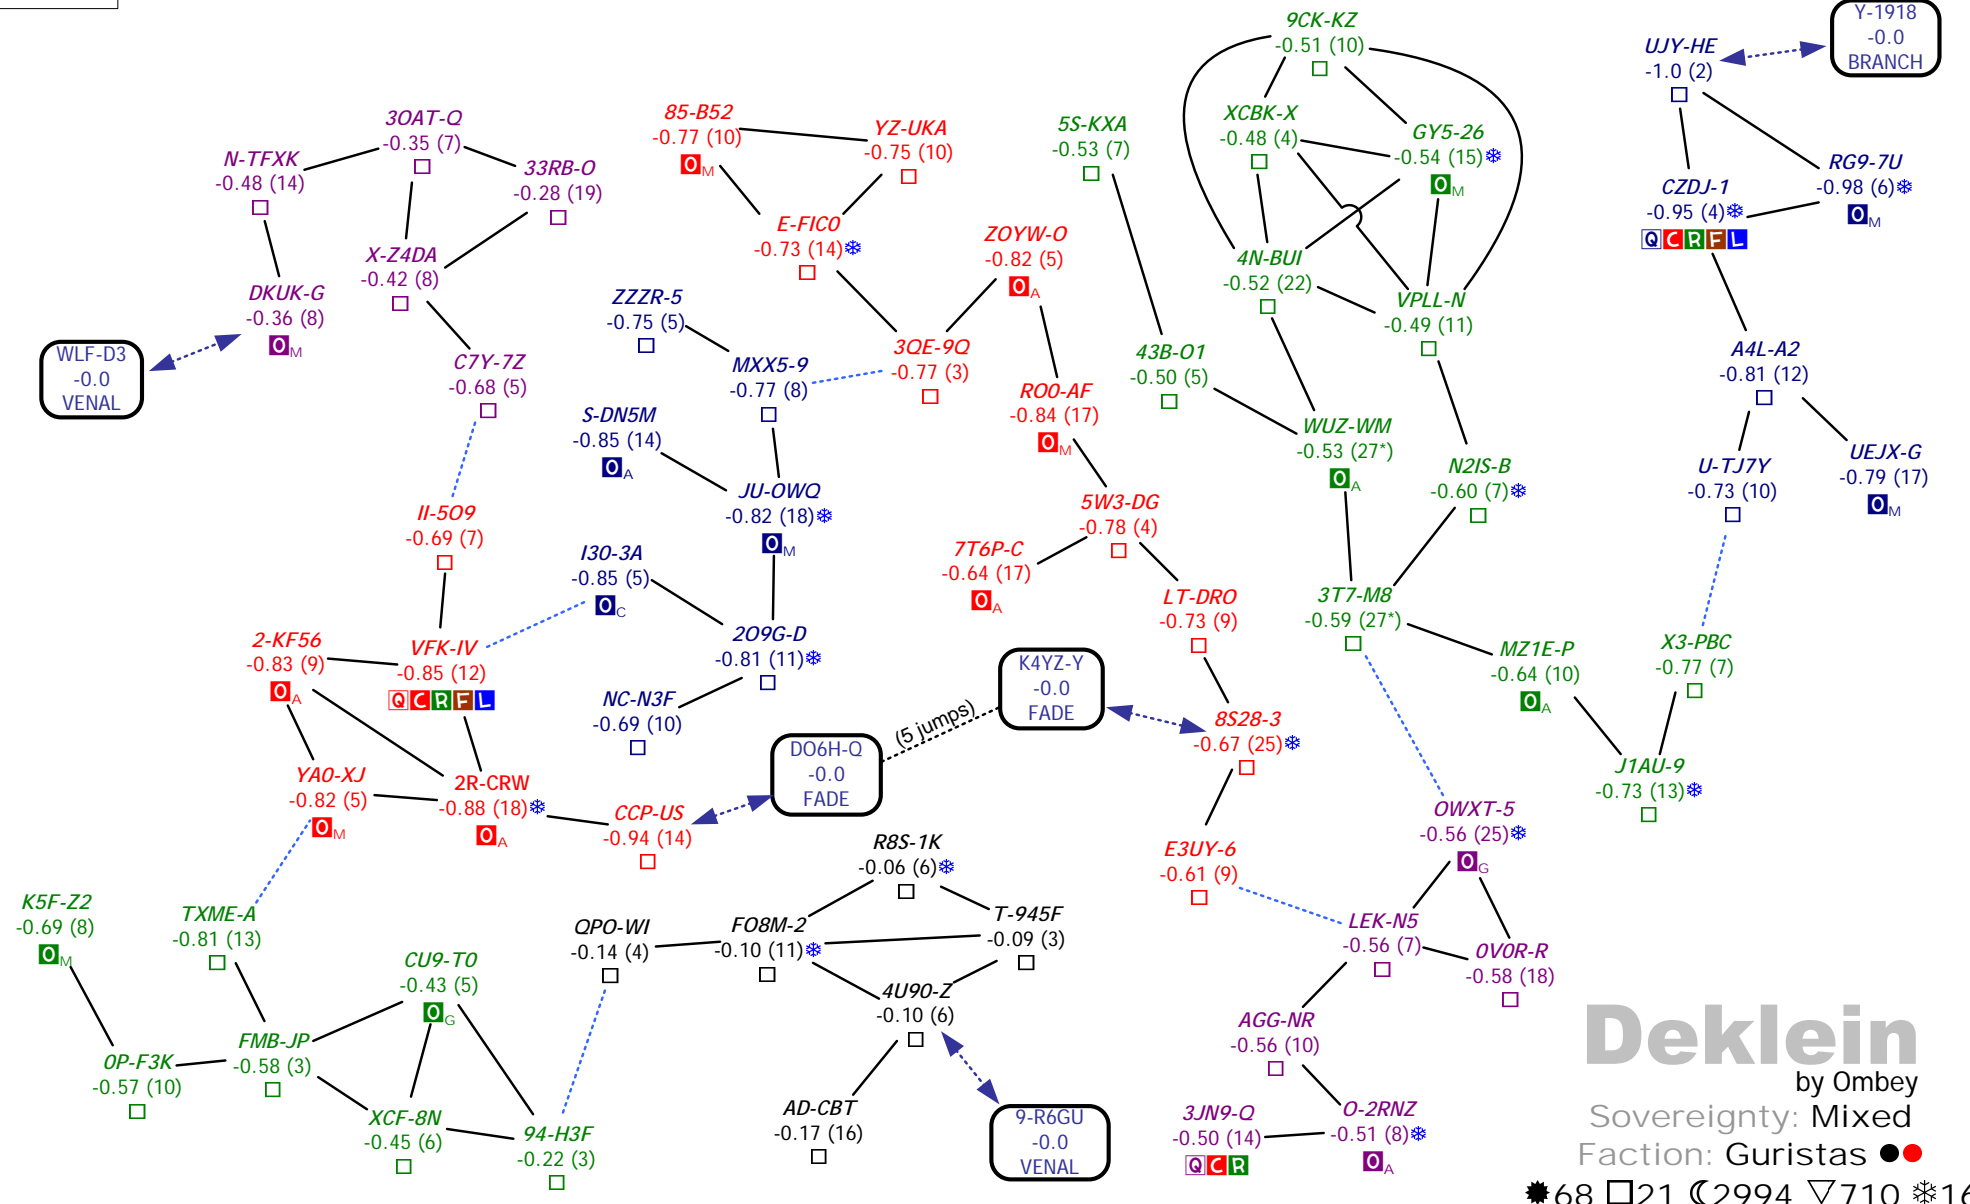 9CK-KZ
-0.51 (10)
Y-1918
-0.0
BRANCH
UJY-HE
-1.0 (2)
85-B52
-0.77 (10)
O M
3OAT-Q
-0.35 (7)
YZ-UKA
-0.75 (10)
5S-KXA
-0.53 (7)
XCBK-X
-0.48 (4)
GY5-26
-0.54 (15)
O M
N-TFXK
-0.48 (14)
33RB-O
-0.28 (19)
RG9-7U
-0.98 (6)
O M
CZDJ-1
-0.95 (4)
Q C R F L
E-FIC0
-0.73 (14)
ZOYW-O
-0.82 (5)
O A
X-Z4DA
-0.42 (8)
4N-BUI
-0.52 (22)
DKUK-G
-0.36 (8)
O M
ZZZR-5
-0.75 (5)
VPLL-N
-0.49 (11)
WLF-D3
-0.0
VENAL
C7Y-7Z
-0.68 (5)
MXX5-9
-0.77 (8)
3QE-9Q
-0.77 (3)
43B-O1
-0.50 (5)
A4L-A2
-0.81 (12)
RO0-AF
-0.84 (17)
O M
S-DN5M
-0.85 (14)
O A
WUZ-WM
-0.53 (27*)
O A
N2IS-B
-0.60 (7)
U-TJ7Y
-0.73 (10)
UEJX-G
-0.79 (17)
O M
JU-OWQ
-0.82 (18)
O M
II-5O9
-0.69 (7)
5W3-DG
-0.78 (4)
I30-3A
-0.85 (5)
O C
7T6P-C
-0.64 (17)
O A
LT-DRO
-0.73 (9)
3T7-M8
-0.59 (27*)
2-KF56
-0.83 (9)
O A
VFK-IV
-0.85 (12)
Q C R F L
2O9G-D
-0.81 (11)
K4YZ-Y
-0.0
FADE
MZ1E-P
-0.64 (10)
O A
X3-PBC
-0.77 (7)
NC-N3F
-0.69 (10)
(5 jumps)
8S28-3
-0.67 (25)
DO6H-Q
-0.0
FADE
YA0-XJ
-0.82 (5)
O M
2R-CRW
-0.88 (18)
O A
CCP-US
-0.94 (14)
J1AU-9
-0.73 (13)
OWXT-5
-0.56 (25)
O G
R8S-1K
-0.06 (6)
E3UY-6
-0.61 (9)
K5F-Z2
-0.69 (8)
O M
TXME-A
-0.81 (13)
QPO-WI
-0.14 (4)
FO8M-2
-0.10 (11)
T-945F
-0.09 (3)
LEK-N5
-0.56 (7)
0V0R-R
-0.58 (18)
CU9-T0
-0.43 (5)
O G
4U90-Z
-0.10 (6)
FMB-JP
-0.58 (3)
0P-F3K
-0.57 (10)
AGG-NR
-0.56 (10)
XCF-8N
-0.45 (6)
94-H3F
-0.22 (3)
AD-CBT
-0.17 (16)
9-R6GU
-0.0
VENAL
3JN9-Q
-0.50 (14)
Q C R
O-2RNZ
-0.51 (8)
O A
Deklein
by Ombey
Sovereignty: Mixed
Faction: Guristas
68 21 2994 710 16